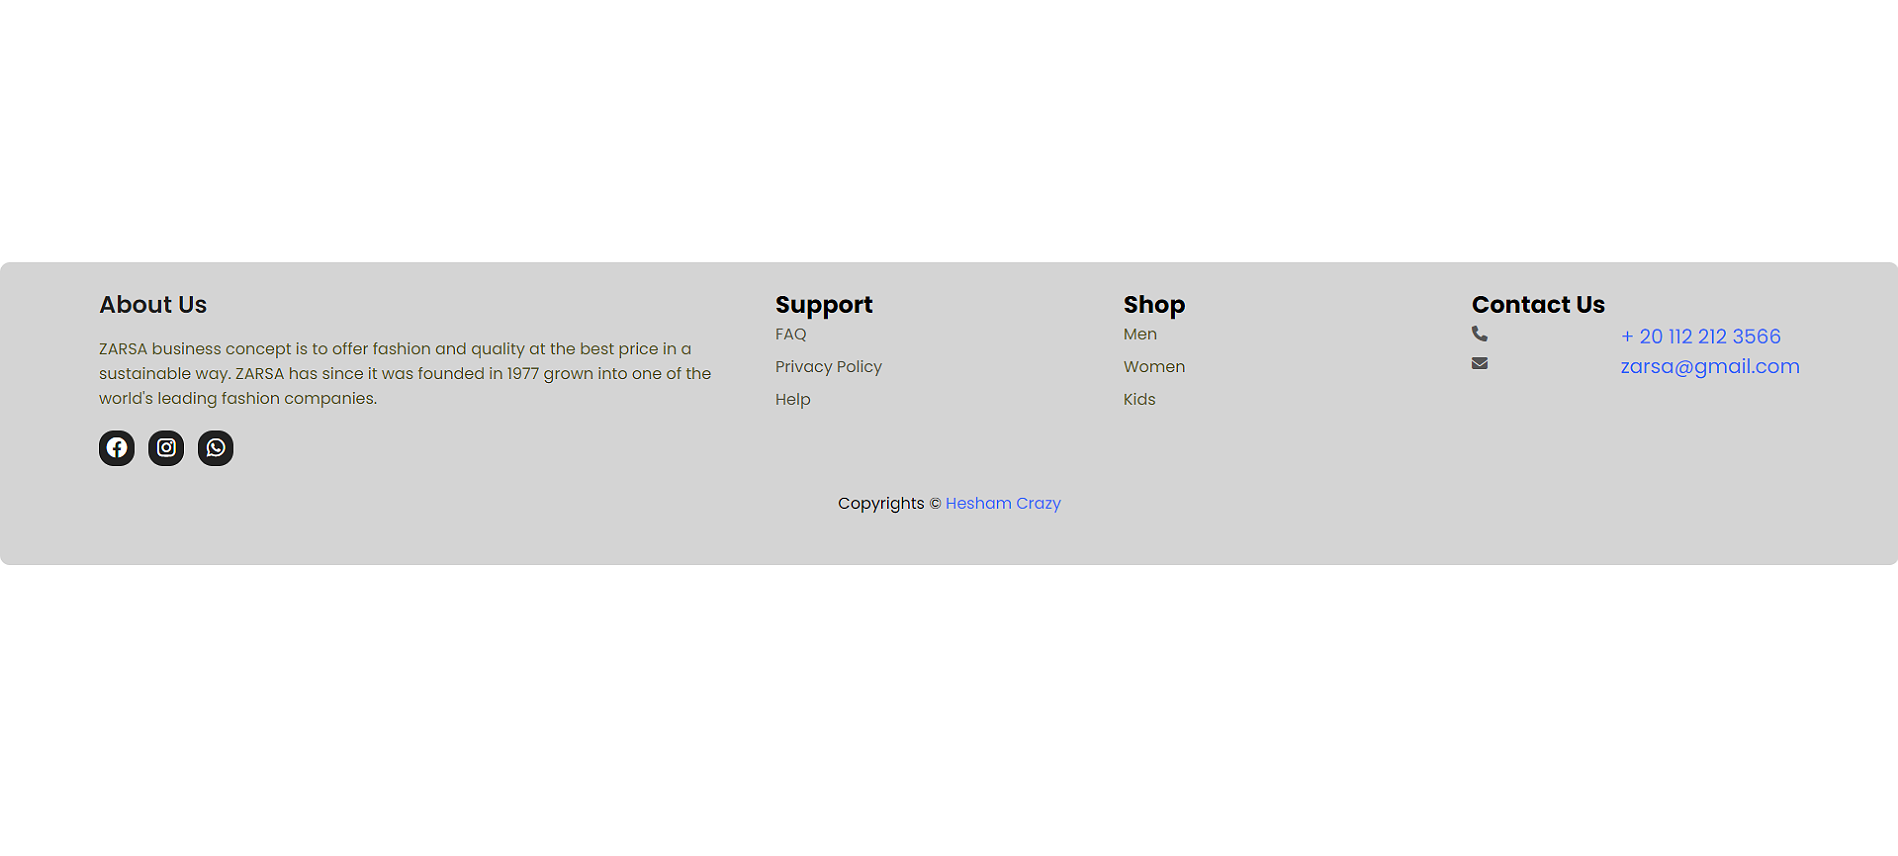 About Us
ZARSA business concept is to offer fashion and quality at the best price in a
sustainable way. ZARSA has since it was founded in 1977 grown into one of the
world's leading fashion companies.
Support
FAQ
Privacy Policy
Help
Shop
Men
Women
Kids
Contact Us
+ 20 112 212 3566
zarsa@gmail.com
Copyrights © Hesham Crazy